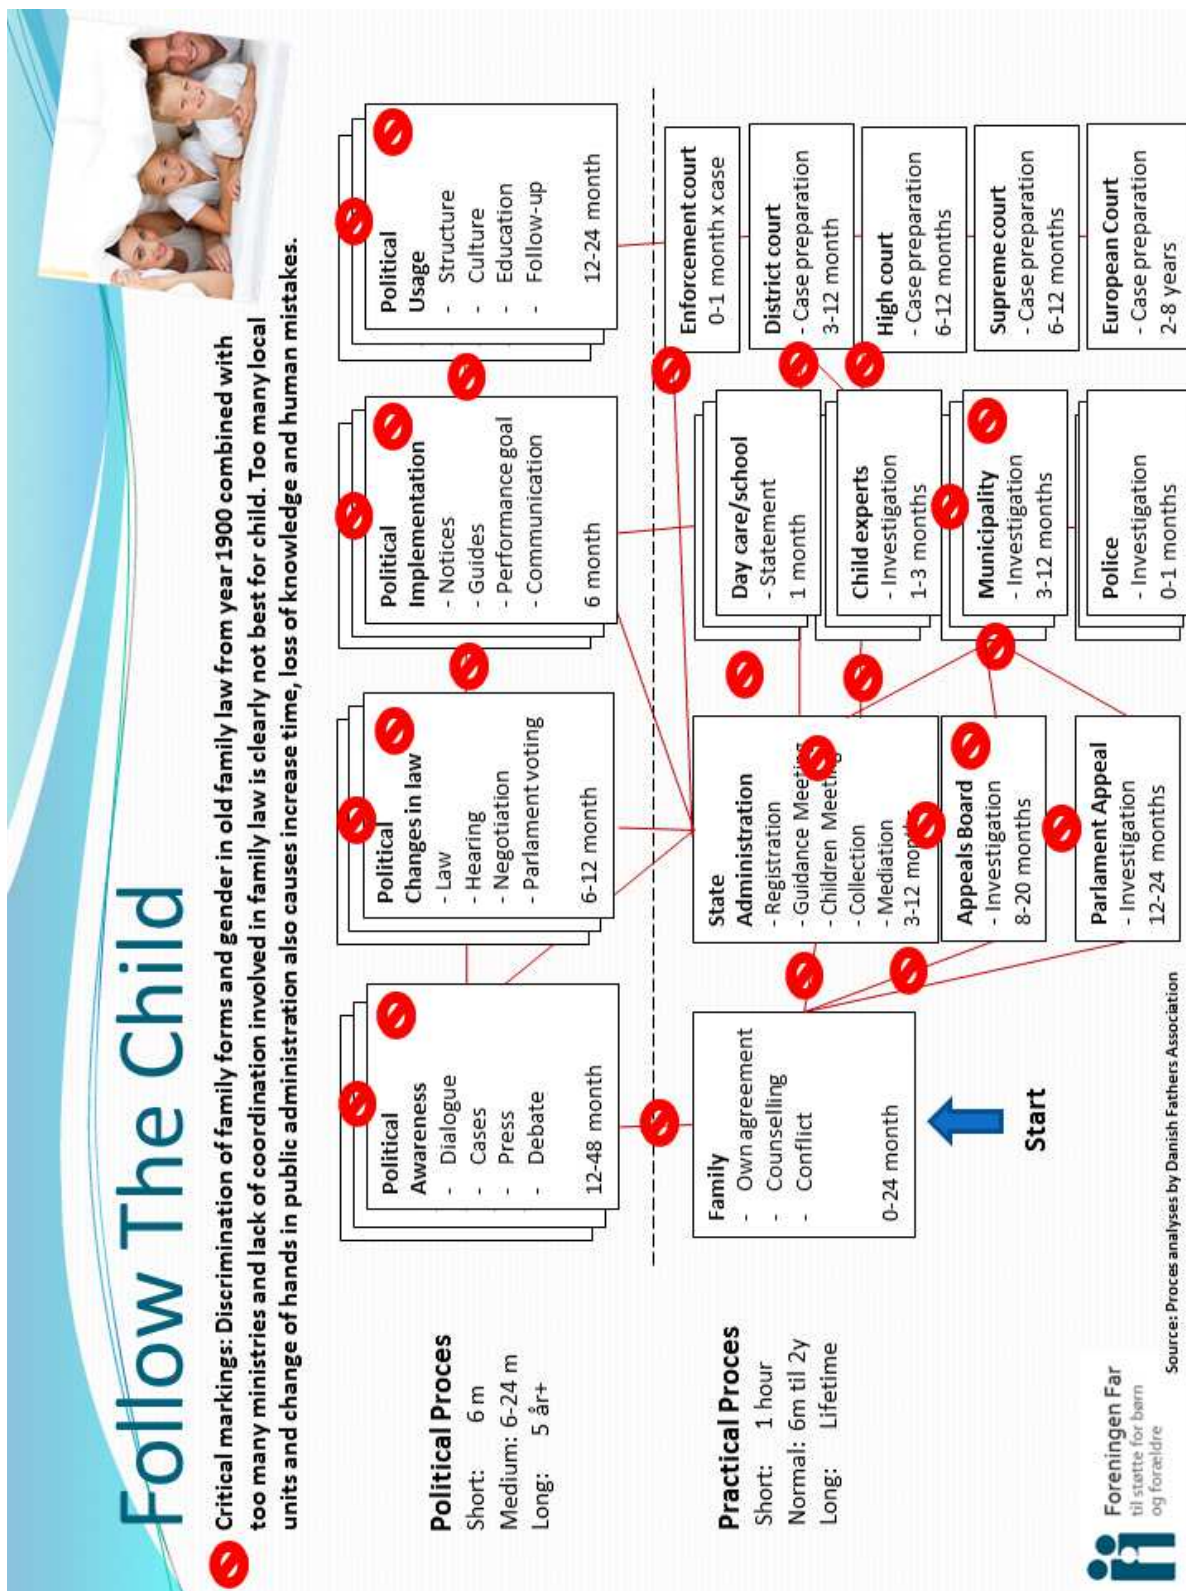 Follow The Child
Critical markings: Discrimination of family forms and gender in old family law from year 1900 combined with
too many ministries and lack of coordination involved in family law is clearly not best for child. Too many local
units and change of hands in public administration also causes increase time, loss of knowledge and human mistakes.
Political Proces
Short: 6 m
Medium: 6-24 m
Long: 5 år+
Political
Awareness
- Dialogue
- Cases
- Press
- Debate
12-48 month
Political
Changes in law
- Law
- Hearing
- Negotiation
- Parlament voting
6-12 month
Political
Implementation
- Notices
- Guides
- Performance goal
- Communication
6 month
Political
Usage
- Structure
- Culture
- Education
- Follow-up
12-24 month
Practical Proces
Short: 1 hour
Normal: 6m til 2y
Long: Lifetime
Family
- Own agreement
- Counselling
- Conflict
0-24 month
Start
State
Administration
- Registration
- Guidance Meeting
- Children Meeting
- Collection
- Mediation
3-12 month
Appeals Board
- Investigation
8-20 months
Parlament Appeal
- Investigation
12-24 months
Day care/school
- Statement
1 month
Child experts
- Investigation
1-3 months
Municipality
- Investigation
3-12 months
Police
- Investigation
0-1 months
Enforcement court
0-1 month x case
District court
- Case preparation
3-12 month
High court
- Case preparation
6-12 months
Supreme court
- Case preparation
6-12 months
European Court
- Case preparation
2-8 years
Foreningen Far
til støtte for børn
og forældre
Source: Proces analyses by Danish Fathers Association